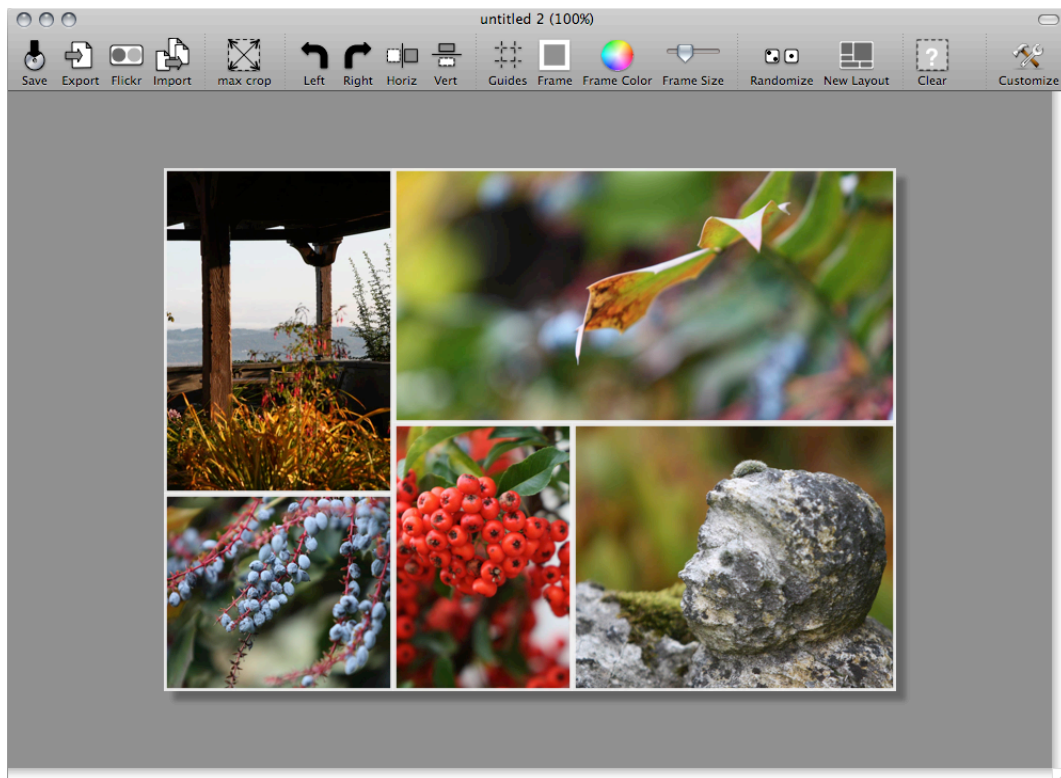 untitled 2 (100%)
Save Export Flickr Import max crop Left Right Horiz Vert Guides Frame Frame Color Frame Size Randomize New Layout Clear Customize